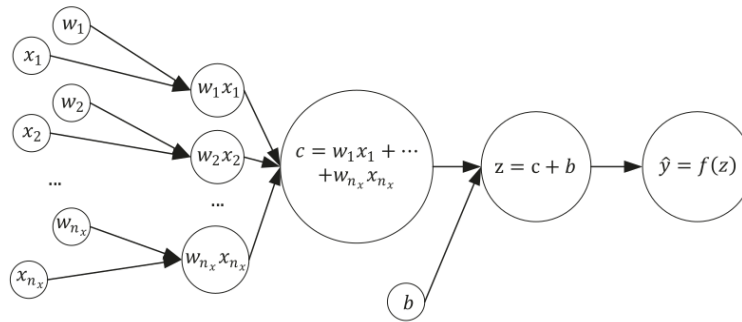 w₁
x₁
w₁x₁
w₂
x₂
w₂x₂
...
...
wₙₓ
xₙₓ
wₙₓxₙₓ
c = w₁x₁ + ⋯
+wₙₓxₙₓ
b
z = c + b
ŷ = f(z)